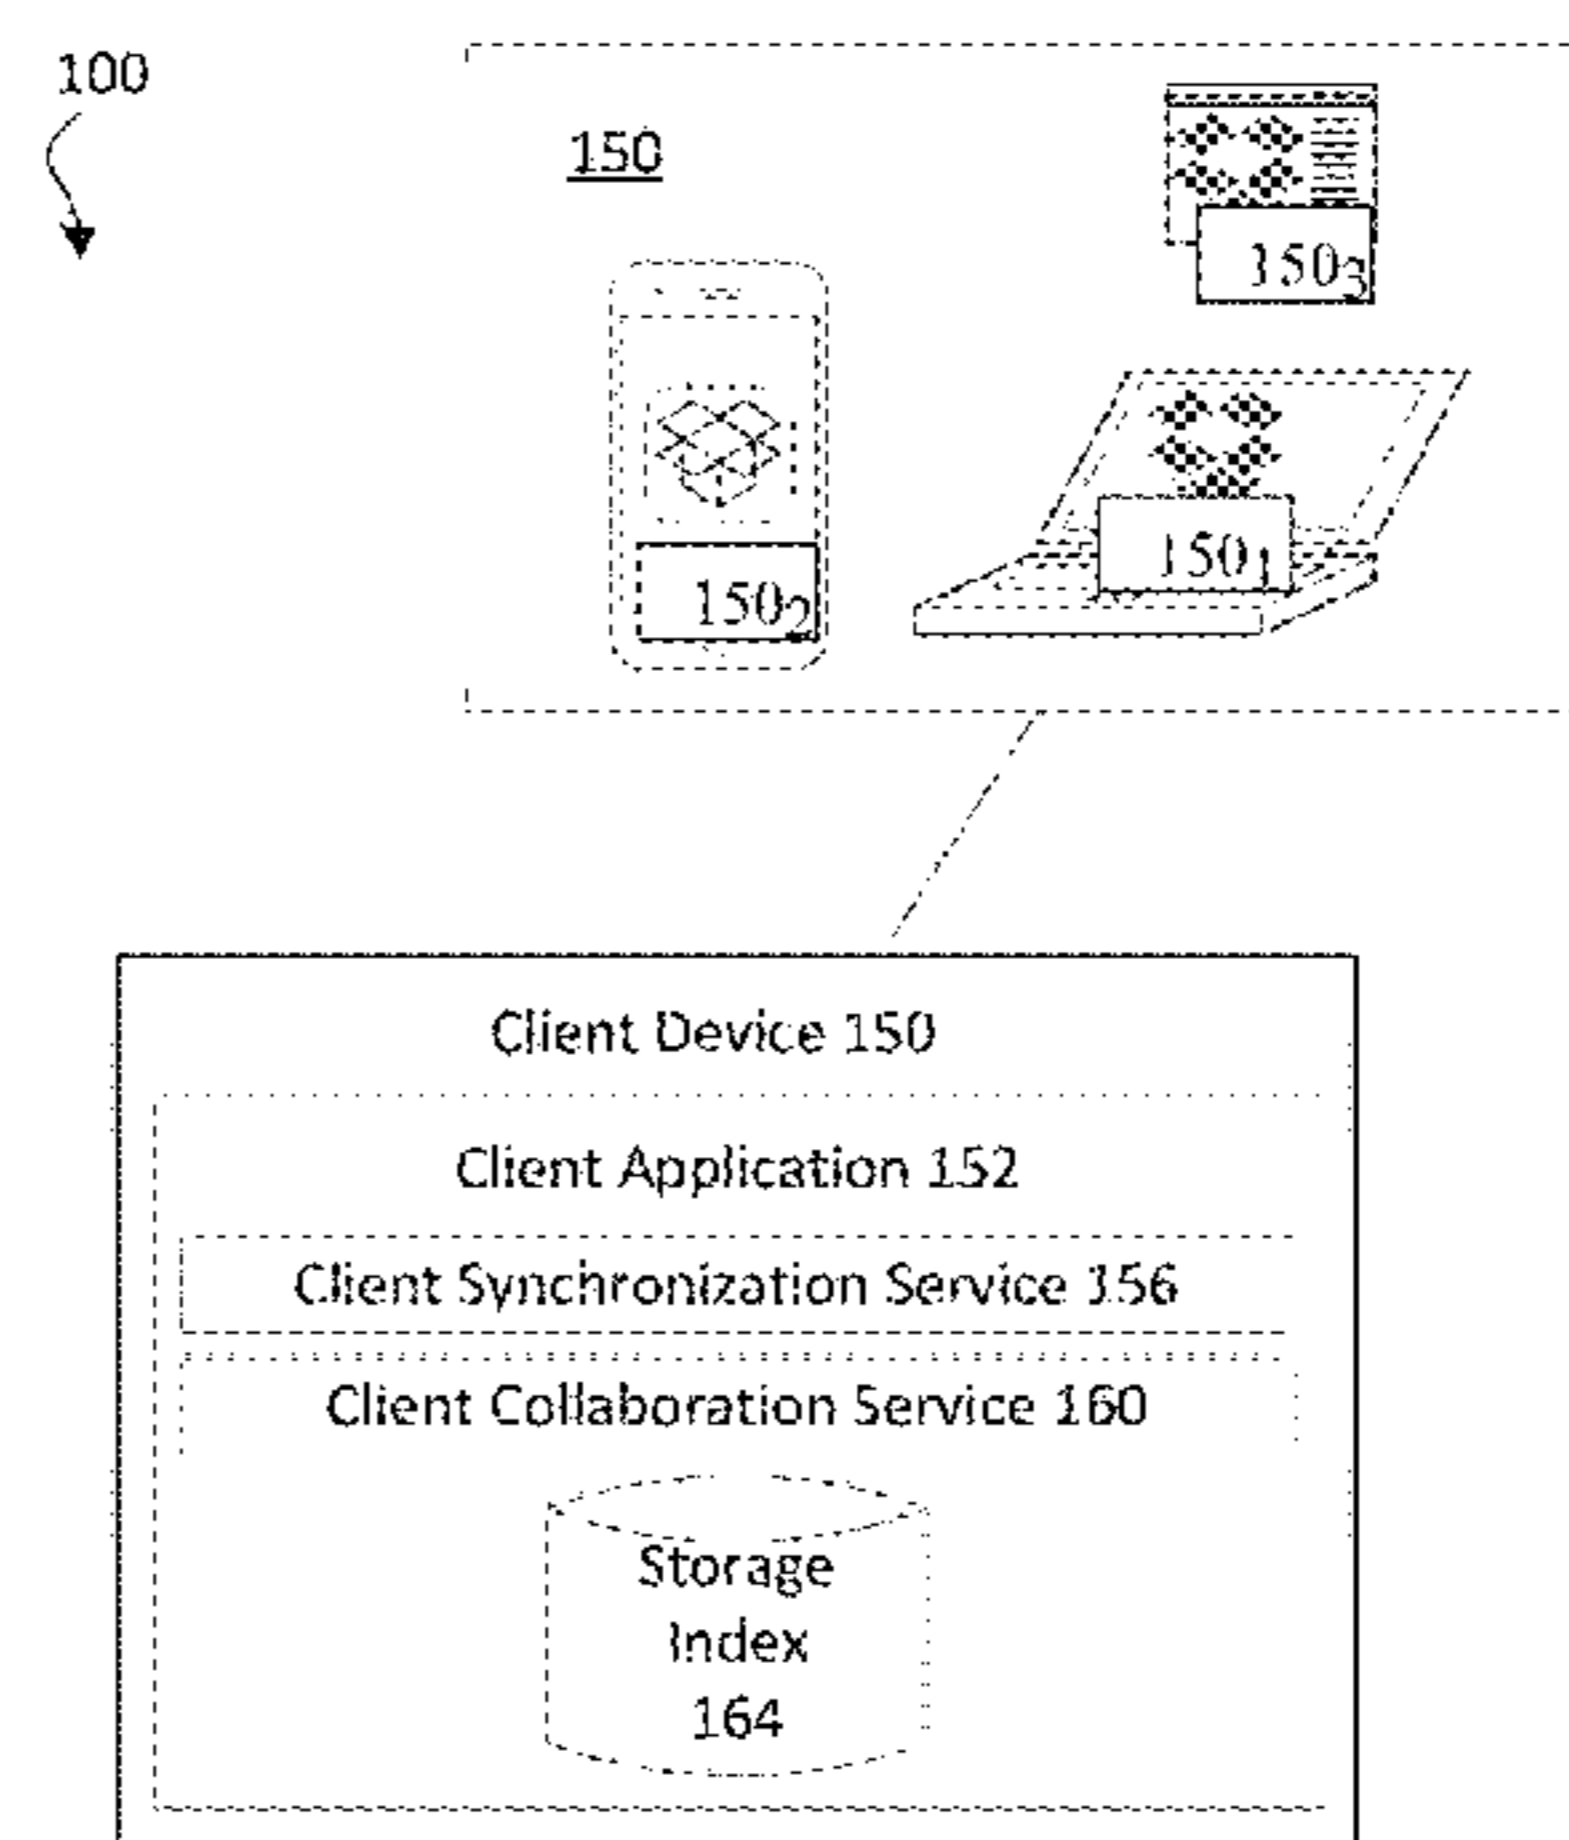 100
150
1503
1502
1501
Client Device 150
Client Application 152
Client Synchronization Service 156
Client Collaboration Service 160
Storage
Index
164